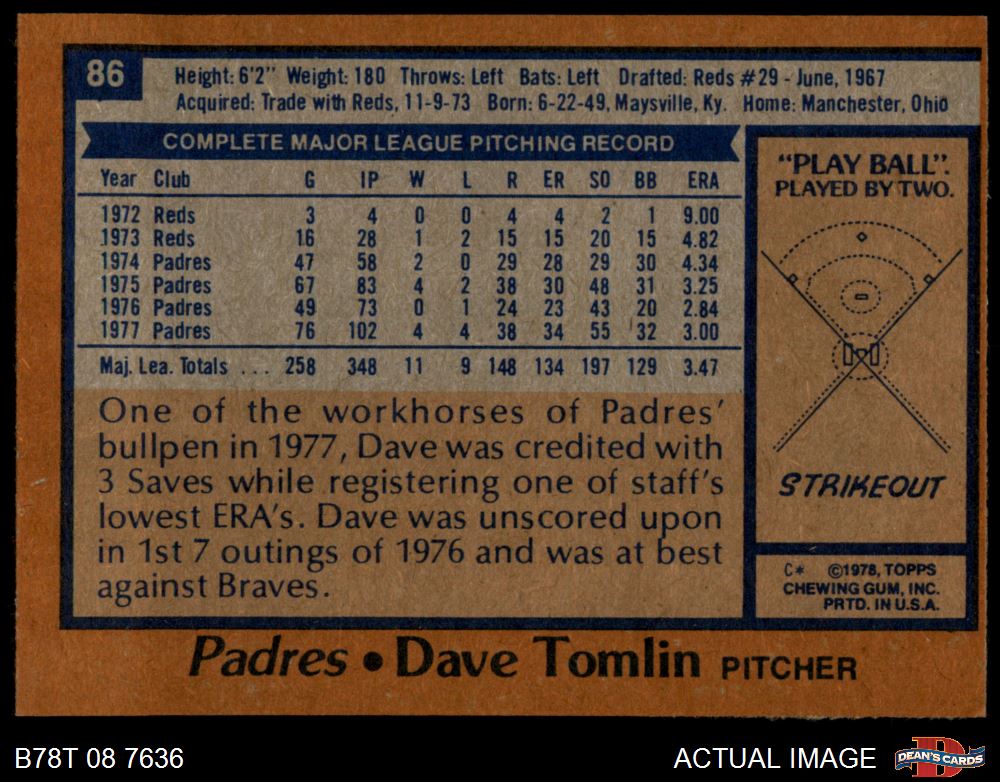 86
Height: 6'2" Weight: 180 Throws: Left Bats: Left Drafted: Reds #29 - June, 1967
Acquired: Trade with Reds, 11-9-73 Born: 6-22-49, Maysville, Ky. Home: Manchester, Ohio
COMPLETE MAJOR LEAGUE PITCHING RECORD
Year Club G IP W L R ER SO BB ERA
1972 Reds 3 4 0 0 4 4 2 1 9.00
1973 Reds 16 28 1 2 15 15 20 15 4.82
1974 Padres 47 58 2 0 29 28 29 30 4.34
1975 Padres 67 83 4 2 38 30 48 31 3.25
1976 Padres 49 73 0 1 24 23 43 20 2.84
1977 Padres 76 102 4 4 38 34 55 32 3.00
Maj. Lea. Totals ... 258 348 11 9 148 134 197 129 3.47
One of the workhorses of Padres'
bullpen in 1977, Dave was credited with
3 Saves while registering one of staff's
lowest ERA's. Dave was unscored upon
in 1st 7 outings of 1976 and was at best
against Braves.
"PLAY BALL".
PLAYED BY TWO.
STRIKEOUT
C* ©1978, TOPPS
CHEWING GUM, INC.
PRTD. IN U.S.A.
Padres • Dave Tomlin PITCHER
B78T 08 7636
ACTUAL IMAGE
D
DEAN'S CARDS